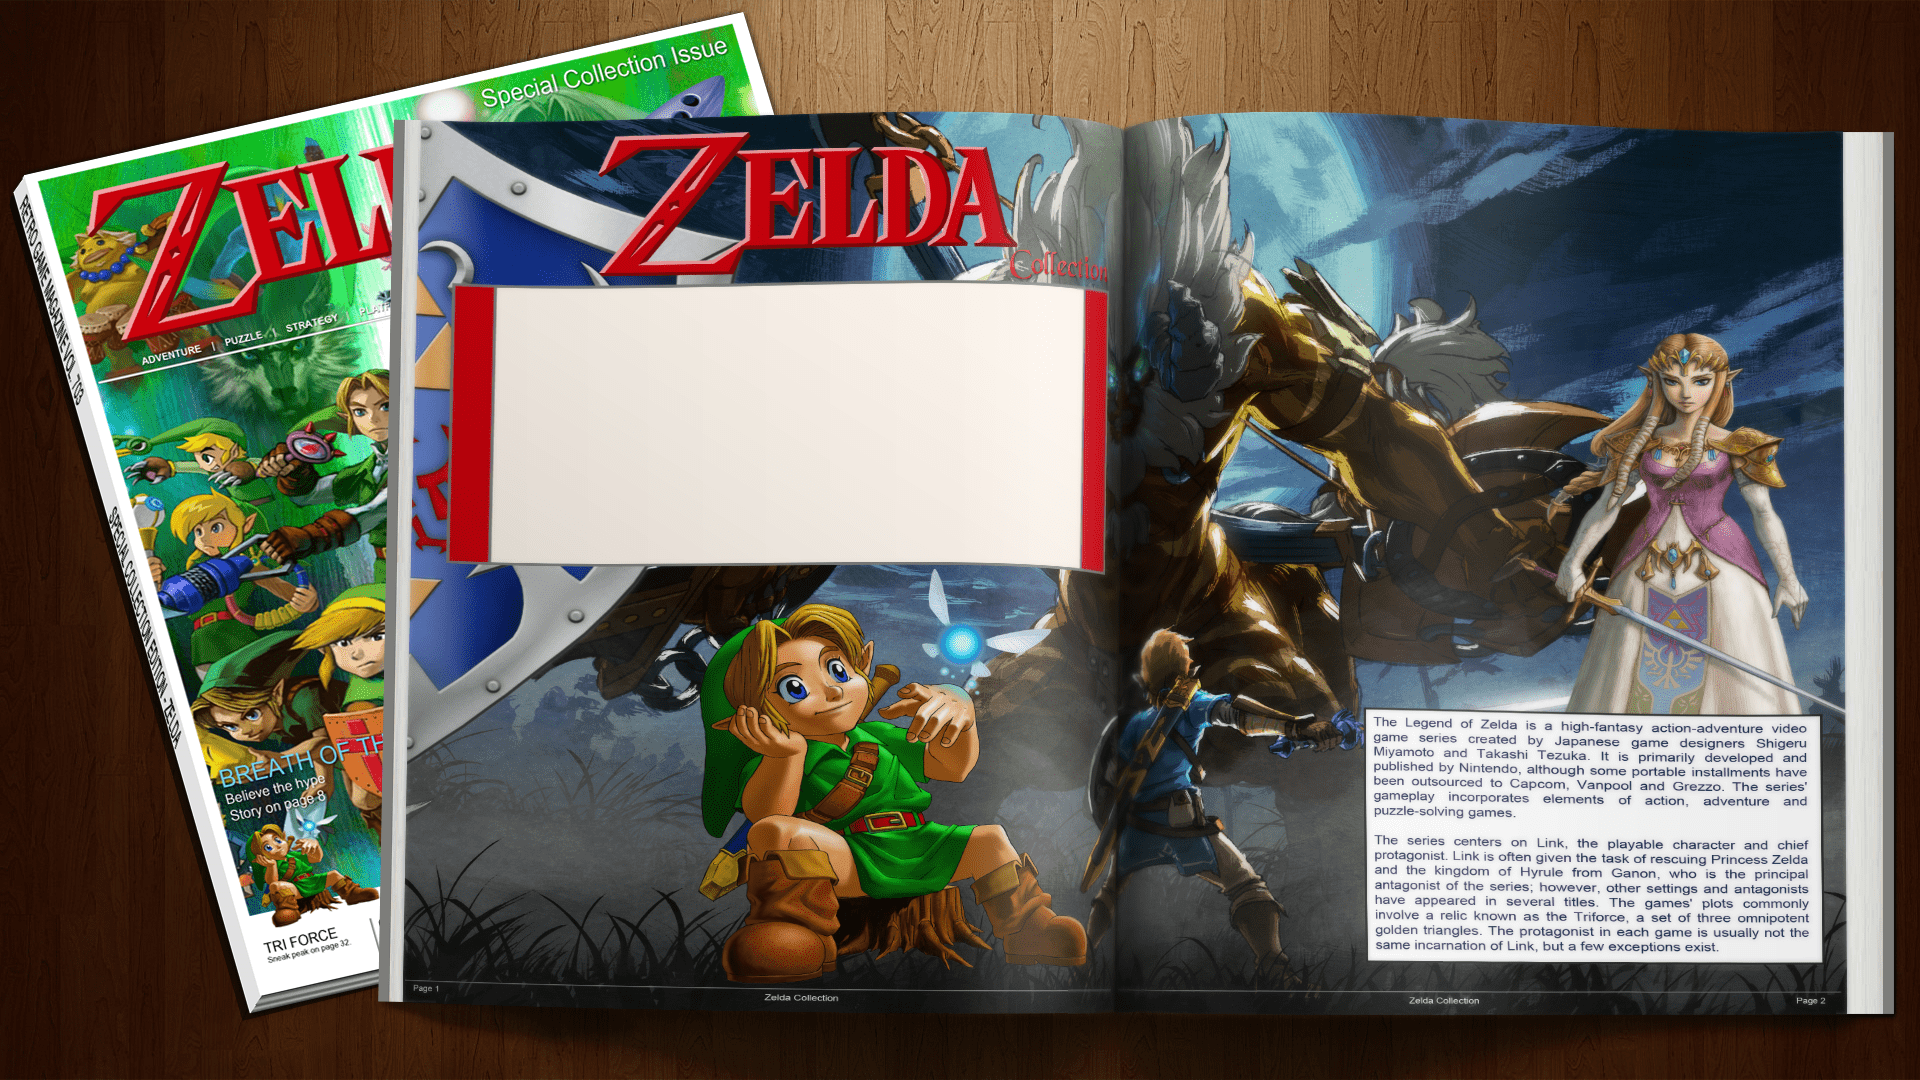 Special Collection Issue
ZEL
ADVENTURE | PUZZLE | STRATEGY |
RETRO GAME MAGAZINE VOL. 703
SPECIAL COLLECTION EDITION - ZELDA
BREATH OF TH
Believe the hype
Story on page 8
TRI FORCE
Sneak peak on page 32.
ZELDA
Collection
Page 1
Zelda Collection
The Legend of Zelda is a high-fantasy action-adventure video
game series created by Japanese game designers Shigeru
Miyamoto and Takashi Tezuka. It is primarily developed and
published by Nintendo, although some portable installments have
been outsourced to Capcom, Vanpool and Grezzo. The series'
gameplay incorporates elements of action, adventure and
puzzle-solving games.
The series centers on Link, the playable character and chief
protagonist. Link is often given the task of rescuing Princess Zelda
and the kingdom of Hyrule from Ganon, who is the principal
antagonist of the series; however, other settings and antagonists
have appeared in several titles. The games' plots commonly
involve a relic known as the Triforce, a set of three omnipotent
golden triangles. The protagonist in each game is usually not the
same incarnation of Link, but a few exceptions exist.
Zelda Collection
Page 2